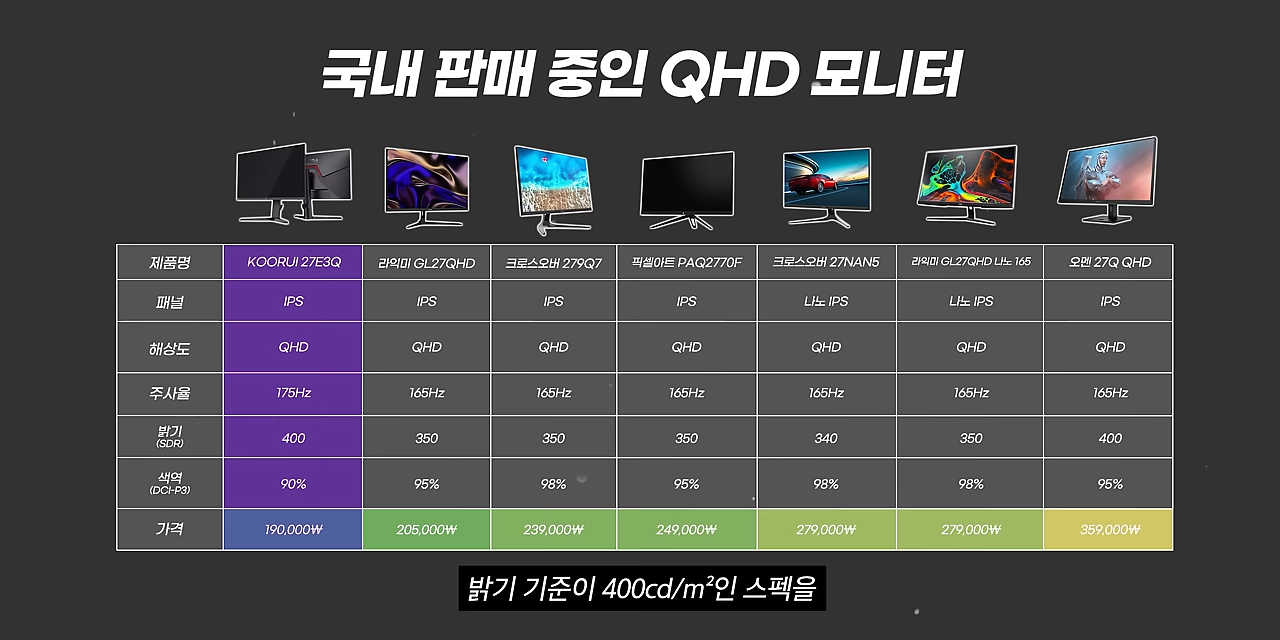 국내 판매 중인 QHD 모니터
제품명 KOORUI 27E3Q 라익미 GL27QHD 크로스오버 279Q7 픽셀아트 PAQ2770F 크로스오버 27NAN5 라익미 GL27QHD 나노 165 오멘 27Q QHD
패널 IPS IPS IPS IPS 나노 IPS 나노 IPS IPS
해상도 QHD QHD QHD QHD QHD QHD QHD
주사율 175Hz 165Hz 165Hz 165Hz 165Hz 165Hz 165Hz
밝기 (SDR) 400 350 350 350 340 350 400
색역 (DCI-P3) 90% 95% 98% 95% 98% 98% 95%
가격 190,000₩ 205,000₩ 239,000₩ 249,000₩ 279,000₩ 279,000₩ 359,000₩
밝기 기준이 400cd/m²인 스펙을